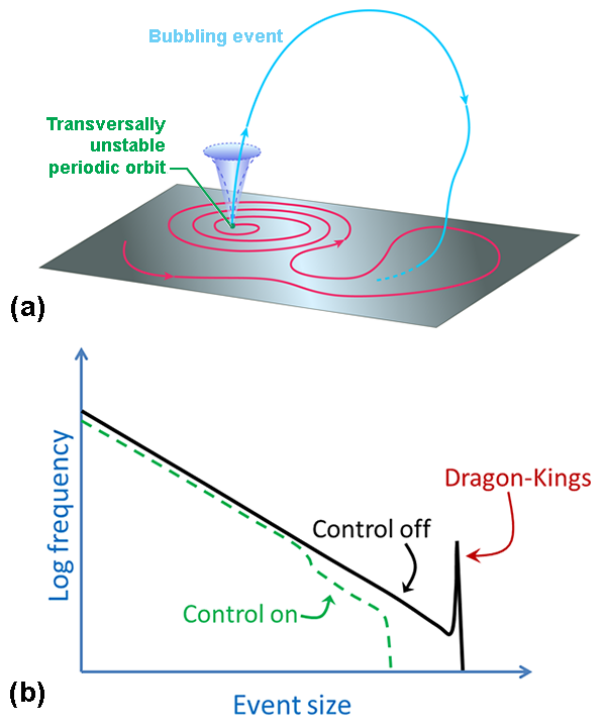 Bubbling event
Transversally
unstable
periodic orbit
(a)
Log frequency
Dragon-Kings
Control off
Control on
(b)
Event size